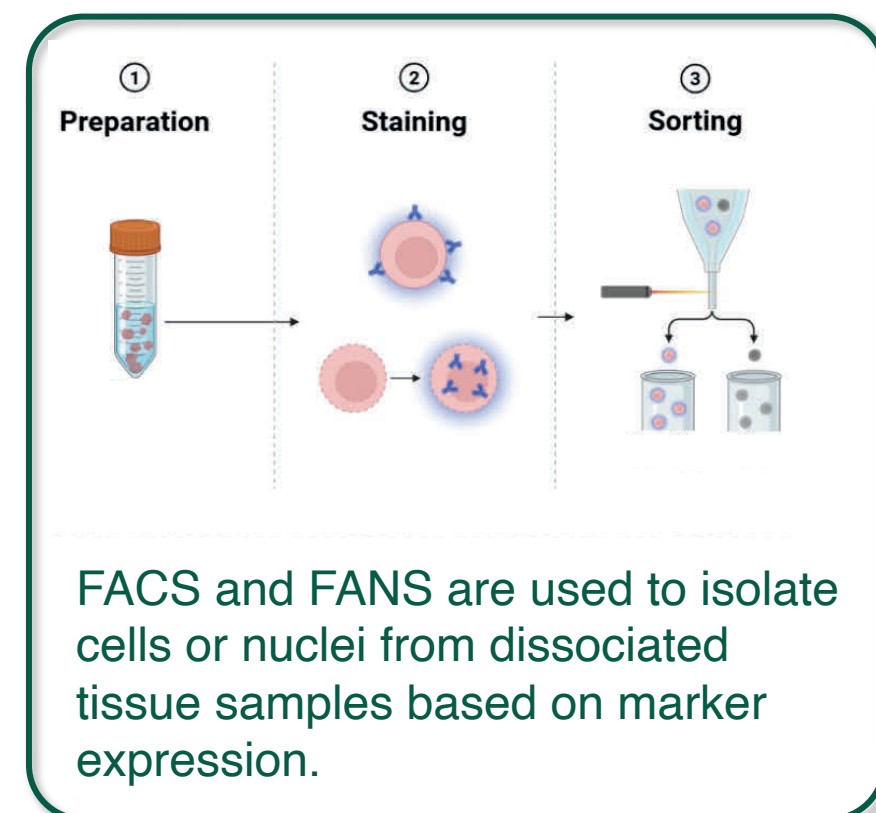 1
Preparation
2
Staining
3
Sorting
FACS and FANS are used to isolate
cells or nuclei from dissociated
tissue samples based on marker
expression.